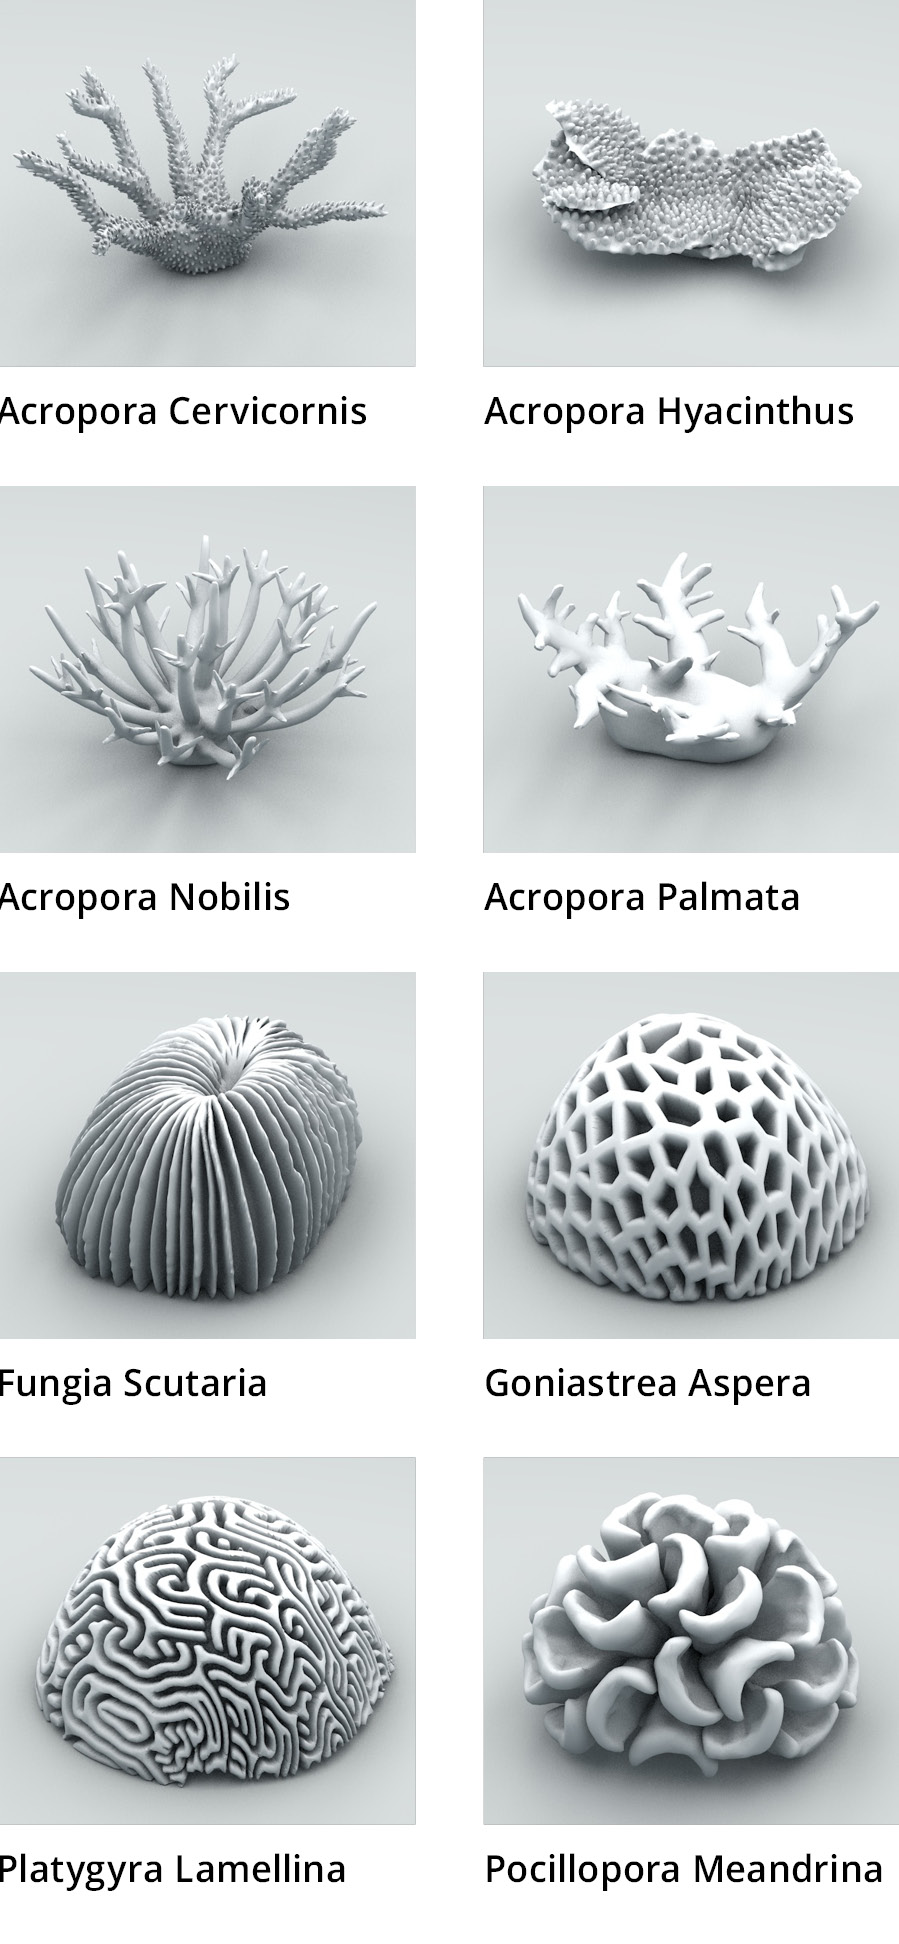 Acropora Cervicornis
Acropora Hyacinthus
Acropora Nobilis
Acropora Palmata
Fungia Scutaria
Goniastrea Aspera
Platygyra Lamellina
Pocillopora Meandrina